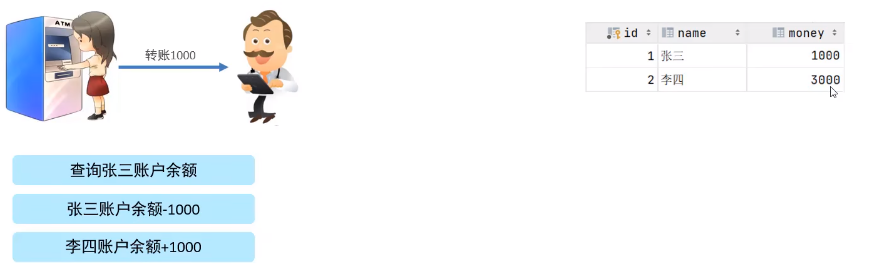 ATM
转账1000
id name money
1 张三 1000
2 李四 3000
查询张三账户余额
张三账户余额-1000
李四账户余额+1000